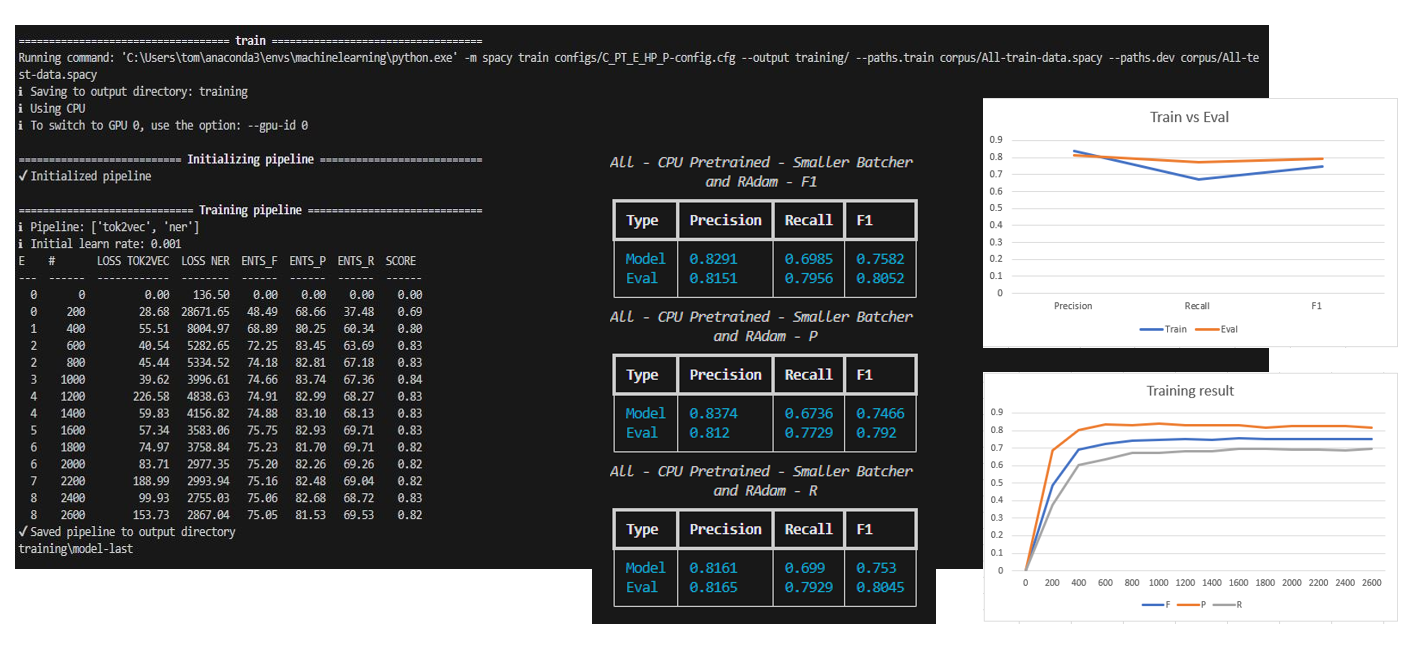 ================================== train ==================================
Running command: 'C:\Users\tom\anaconda3\envs\machinelearning\python.exe' -m spacy train configs/C_PT_E_HP_P-config.cfg --output training/ --paths.train corpus/All-train-data.spacy --paths.dev corpus/All-te
st-data.spacy
ℹ Saving to output directory: training
ℹ Using CPU
ℹ To switch to GPU 0, use the option: --gpu-id 0
=========================== Initializing pipeline ===========================
✔ Initialized pipeline
============================= Training pipeline =============================
ℹ Pipeline: ['tok2vec', 'ner']
ℹ Initial learn rate: 0.001
E # LOSS TOK2VEC LOSS NER ENTS_F ENTS_P ENTS_R SCORE
--- ------ ------------ -------- ------ ------ ------ ------
0 0 0.00 136.50 0.00 0.00 0.00 0.00
0 200 28.68 28671.65 48.49 68.66 37.48 0.69
1 400 55.51 8004.97 68.89 80.25 60.34 0.80
2 600 40.54 5282.65 72.25 83.45 63.69 0.83
2 800 45.44 5334.52 74.18 82.81 67.18 0.83
3 1000 39.62 3996.61 74.66 83.74 67.36 0.84
4 1200 226.58 4838.63 74.91 82.99 68.27 0.83
4 1400 59.83 4156.82 74.88 83.10 68.13 0.83
5 1600 57.34 3583.06 75.75 82.93 69.71 0.83
6 1800 74.97 3758.84 75.23 81.70 69.71 0.82
6 2000 83.71 2977.35 75.20 82.26 69.26 0.82
7 2200 188.99 2993.94 75.16 82.48 69.04 0.82
8 2400 99.93 2755.03 75.06 82.68 68.72 0.83
8 2600 153.73 2867.04 75.05 81.53 69.53 0.82
✔ Saved pipeline to output directory
training\model-last
All - CPU Pretrained - Smaller Batcher
and RAdam - F1
Type Precision Recall F1
Model 0.8291 0.6985 0.7582
Eval 0.8151 0.7956 0.8052
All - CPU Pretrained - Smaller Batcher
and RAdam - P
Type Precision Recall F1
Model 0.8374 0.6736 0.7466
Eval 0.812 0.7729 0.792
All - CPU Pretrained - Smaller Batcher
and RAdam - R
Type Precision Recall F1
Model 0.8161 0.699 0.753
Eval 0.8165 0.7929 0.8045
Train vs Eval
0.9
0.8
0.7
0.6
0.5
0.4
0.3
0.2
0.1
0
Precision Recall F1
Train Eval
Training result
0.9
0.8
0.7
0.6
0.5
0.4
0.3
0.2
0.1
0
0 200 400 600 800 1000 1200 1400 1600 1800 2000 2200 2400 2600
F P R